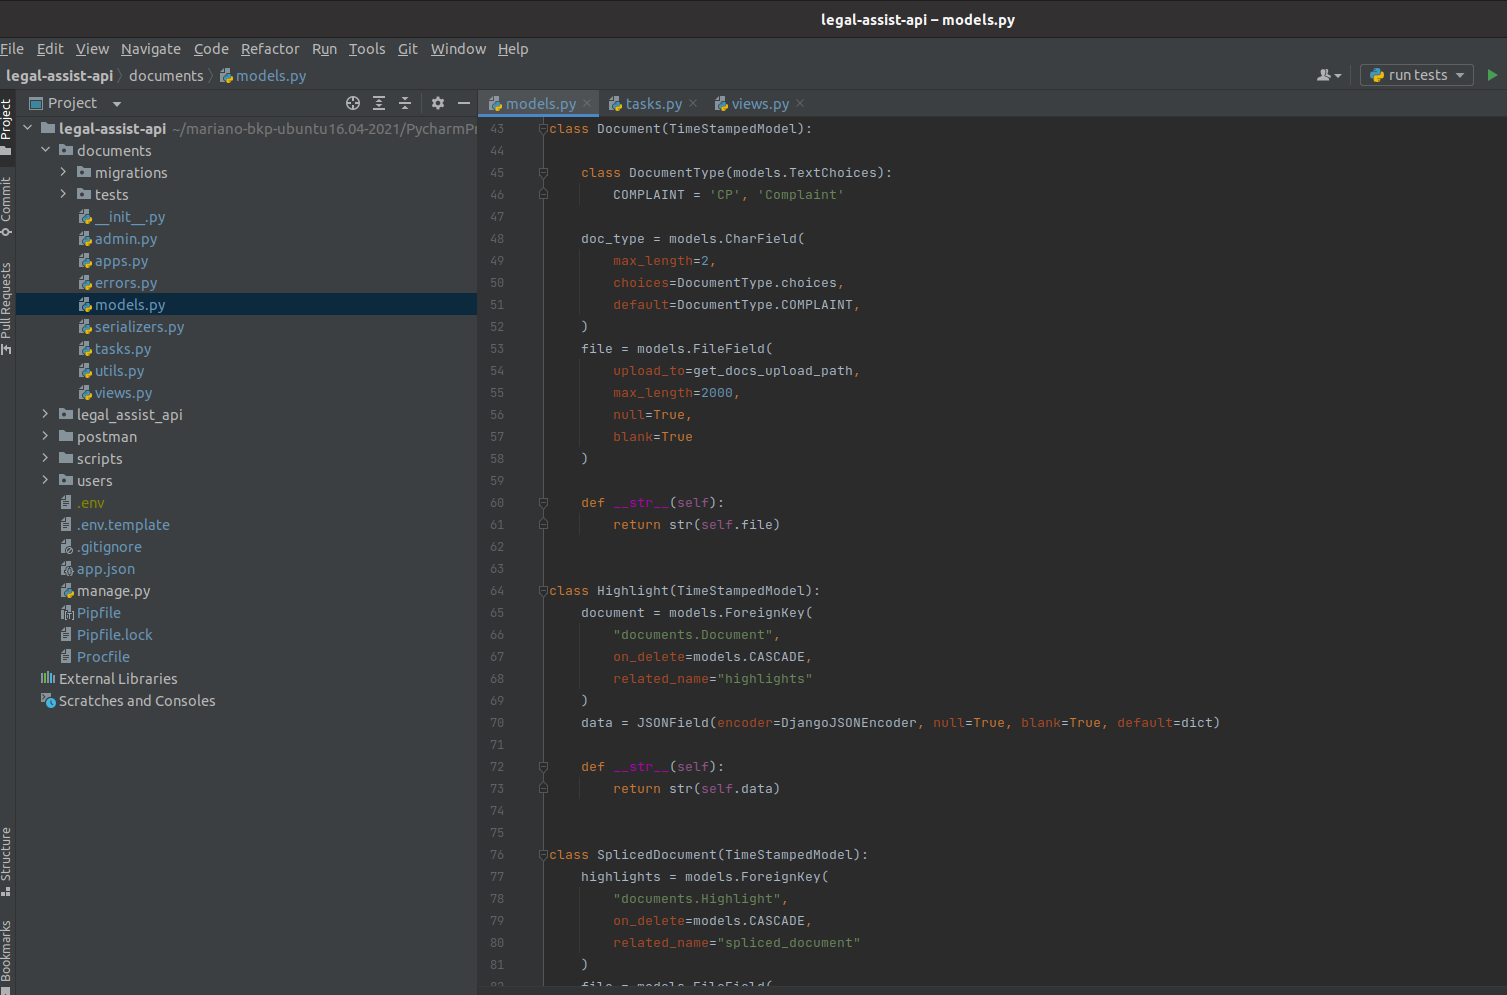 legal-assist-api – models.py
File Edit View Navigate Code Refactor Run Tools Git Window Help
legal-assist-api documents models.py
run tests
Project
models.py
tasks.py
views.py
Project
Commit
Pull Requests
Structure
Bookmarks
legal-assist-api ~/mariano-bkp-ubuntu16.04-2021/PycharmPr
documents
migrations
tests
__init__.py
admin.py
apps.py
errors.py
models.py
serializers.py
tasks.py
utils.py
views.py
legal_assist_api
postman
scripts
users
.env
.env.template
.gitignore
app.json
manage.py
Pipfile
Pipfile.lock
Procfile
External Libraries
Scratches and Consoles
43 class Document(TimeStampedModel):
44
45     class DocumentType(models.TextChoices):
46         COMPLAINT = 'CP', 'Complaint'
47
48     doc_type = models.CharField(
49         max_length=2,
50         choices=DocumentType.choices,
51         default=DocumentType.COMPLAINT,
52     )
53     file = models.FileField(
54         upload_to=get_docs_upload_path,
55         max_length=2000,
56         null=True,
57         blank=True
58     )
59
60     def __str__(self):
61         return str(self.file)
62
63
64 class Highlight(TimeStampedModel):
65     document = models.ForeignKey(
66         "documents.Document",
67         on_delete=models.CASCADE,
68         related_name="highlights"
69     )
70     data = JSONField(encoder=DjangoJSONEncoder, null=True, blank=True, default=dict)
71
72     def __str__(self):
73         return str(self.data)
74
75
76 class SplicedDocument(TimeStampedModel):
77     highlights = models.ForeignKey(
78         "documents.Highlight",
79         on_delete=models.CASCADE,
80         related_name="spliced_document"
81     )
82     file = models.FileField(